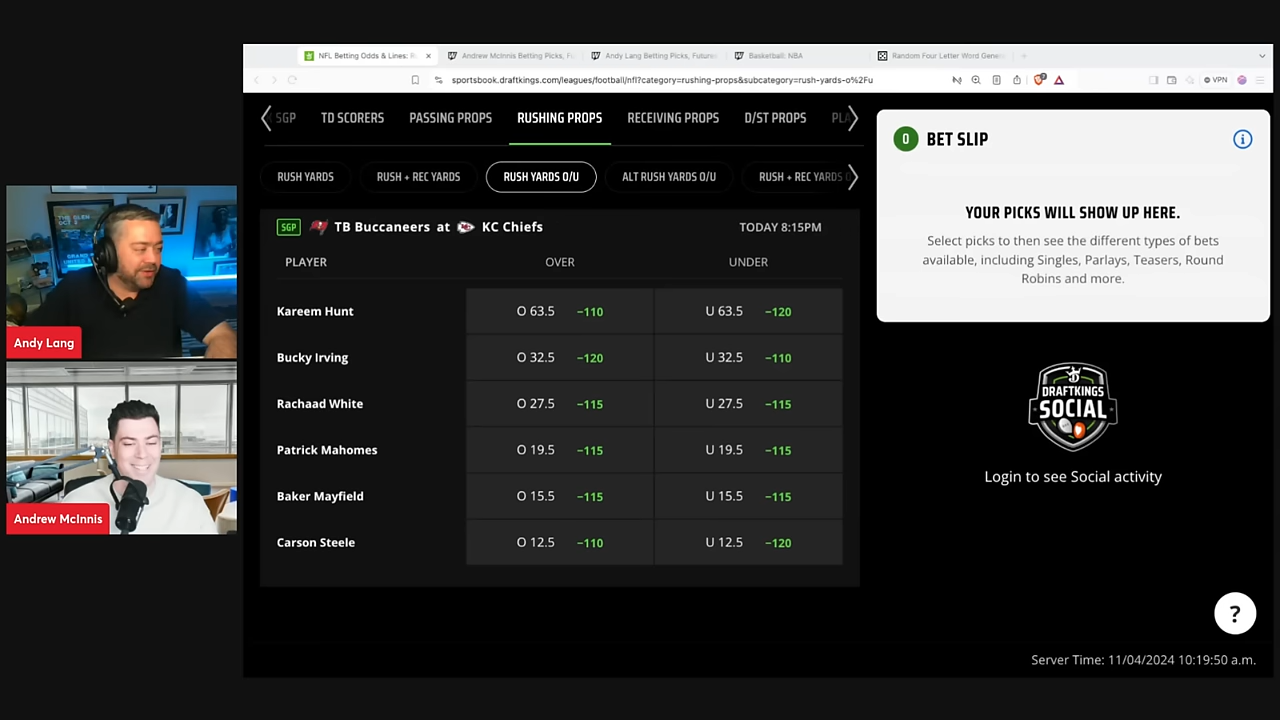 NFL Betting Odds & Lines: R
Andrew McInnis Betting Picks, F
Andy Lang Betting Picks, Futures
Basketball: NBA
Random Four Letter Word Gene
sportsbook.draftkings.com/leagues/football/nfl?category=rushing-props&subcategory=rush-yards-o%2Fu
VPN
SGP
TD SCORERS
PASSING PROPS
RUSHING PROPS
RECEIVING PROPS
D/ST PROPS
RUSH YARDS
RUSH + REC YARDS
RUSH YARDS O/U
ALT RUSH YARDS O/U
RUSH + REC YARDS
0 BET SLIP
YOUR PICKS WILL SHOW UP HERE.
Select picks to then see the different types of bets
available, including Singles, Parlays, Teasers, Round
Robins and more.
SGP TB Buccaneers at KC Chiefs TODAY 8:15PM
PLAYER OVER UNDER
Kareem Hunt O 63.5 −110 U 63.5 −120
Bucky Irving O 32.5 −120 U 32.5 −110
Rachaad White O 27.5 −115 U 27.5 −115
Patrick Mahomes O 19.5 −115 U 19.5 −115
Baker Mayfield O 15.5 −115 U 15.5 −115
Carson Steele O 12.5 −110 U 12.5 −120
DRAFTKINGS
SOCIAL
Login to see Social activity
?
Server Time: 11/04/2024 10:19:50 a.m.
Andy Lang
Andrew McInnis